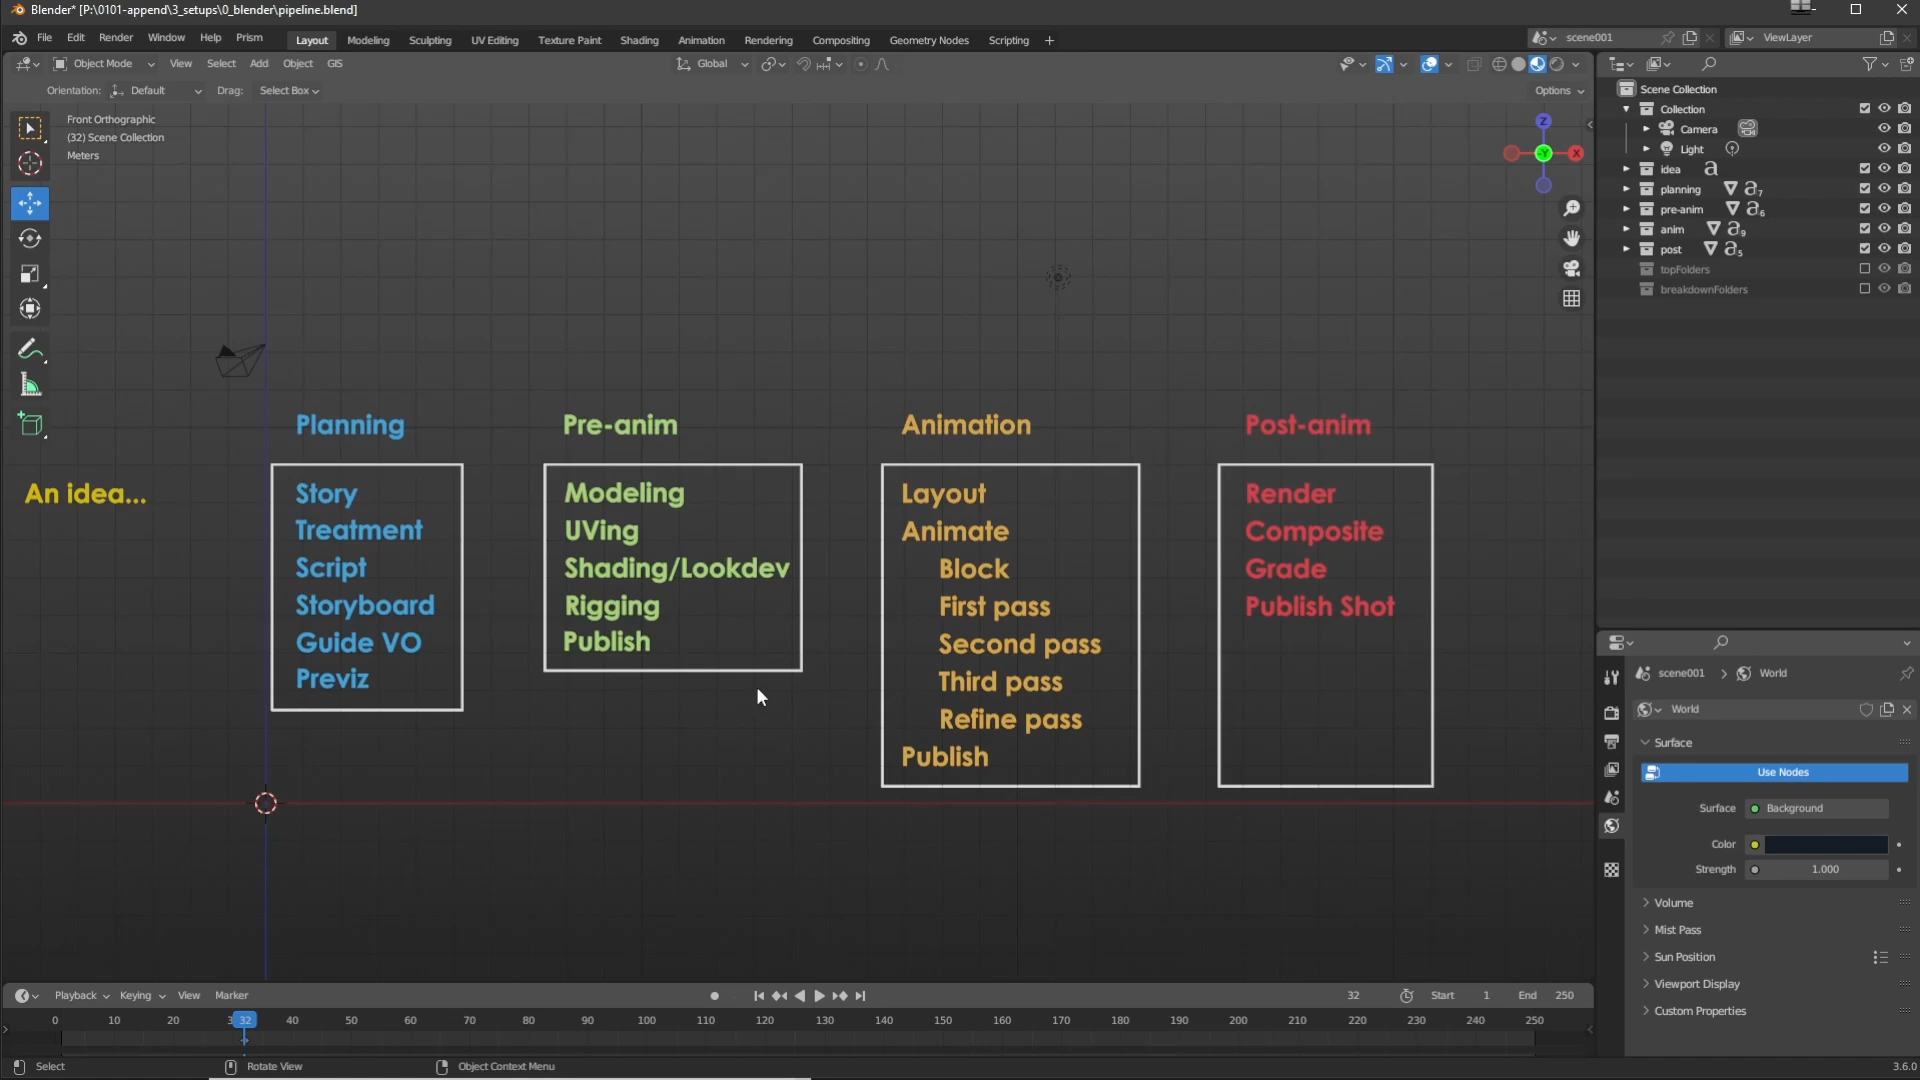 Blender* [P:\0101-append\3_setups\0_blender\pipeline.blend]
File Edit Render Window Help Prism Layout Modeling Sculpting UV Editing Texture Paint Shading Animation Rendering Compositing Geometry Nodes Scripting + scene001 ViewLayer
Object Mode View Select Add Object GIS Global
Orientation: Default Drag: Select Box Options
Front Orthographic
(32) Scene Collection
Meters
Z
-Y X
Scene Collection
Collection
Camera
Light
idea
planning 7
pre-anim 6
anim 9
post 5
topFolders
breakdownFolders
An idea...
Planning
Story
Treatment
Script
Storyboard
Guide VO
Previz
Pre-anim
Modeling
UVing
Shading/Lookdev
Rigging
Publish
Animation
Layout
Animate
Block
First pass
Second pass
Third pass
Refine pass
Publish
Post-anim
Render
Composite
Grade
Publish Shot
scene001 > World
World
Surface
Use Nodes
Surface Background
Color
Strength 1.000
Volume
Mist Pass
Sun Position
Viewport Display
Custom Properties
Playback Keying View Marker 32 Start 1 End 250
0 10 20 32 40 50 60 70 80 90 100 110 120 130 140 150 160 170 180 190 200 210 220 230 240 250
Select Rotate View Object Context Menu 3.6.0